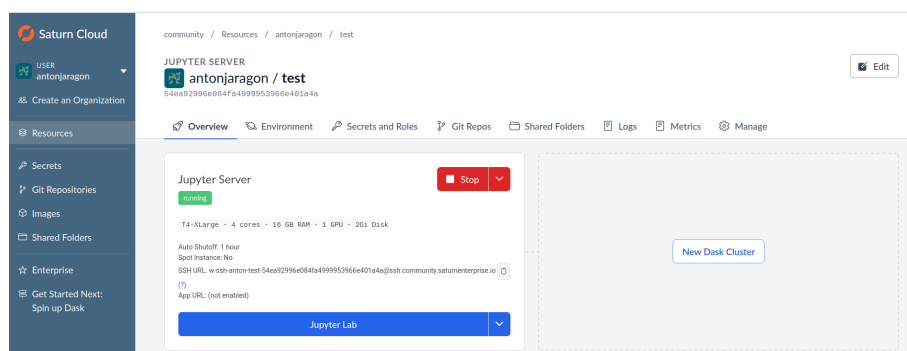 Saturn Cloud
USER
antonjaragon
Create an Organization
Resources
Secrets
Git Repositories
Images
Shared Folders
Enterprise
Get Started Next:
Spin up Dask
community / Resources / antonjaragon / test
JUPYTER SERVER
antonjaragon / test
54ea92996e084fa4999953966e401a4a
Edit
Overview Environment Secrets and Roles Git Repos Shared Folders Logs Metrics Manage
Jupyter Server
running
Stop
T4-XLarge - 4 cores - 16 GB RAM - 1 GPU - 2Gi Disk
Auto Shutoff: 1 hour
Spot Instance: No
SSH URL: w-ssh-anton-test-54ea92996e084fa4999953966e401a4a@ssh.community.saturnenterprise.io
(?)
App URL: (not enabled)
Jupyter Lab
New Dask Cluster